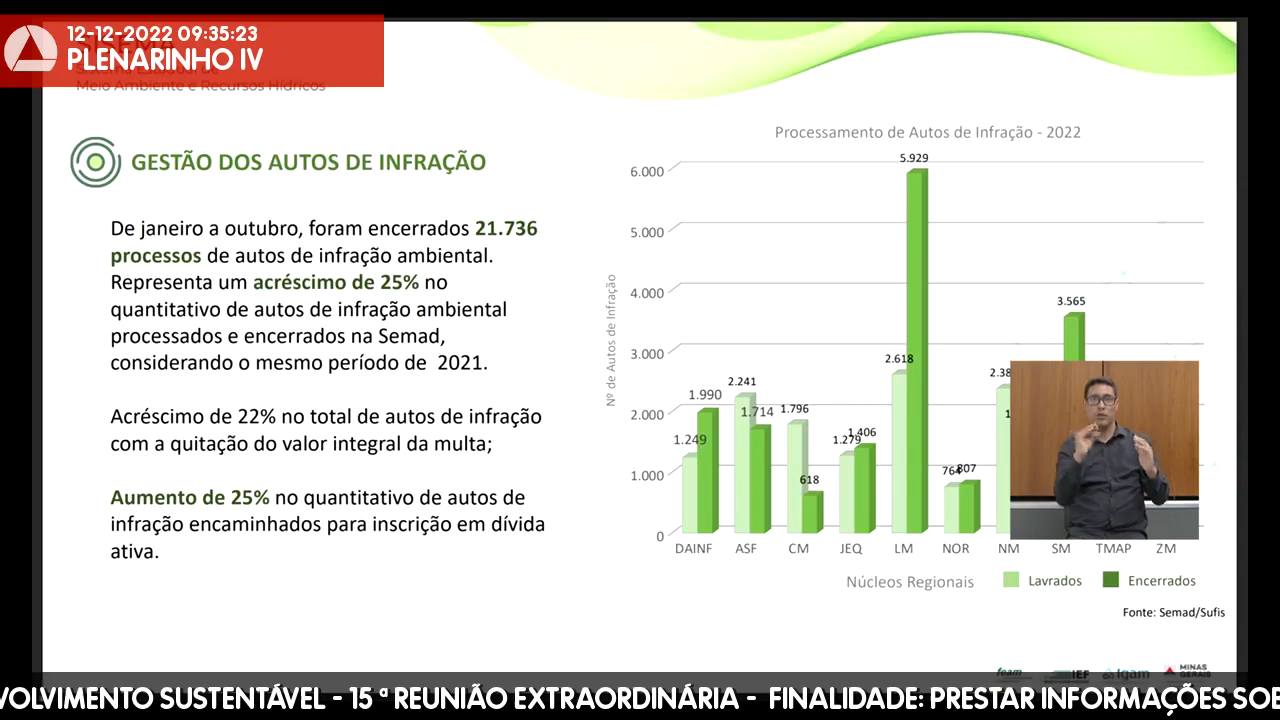 12-12-2022 09:35:23
PLENARINHO IV
Meio Ambiente e Recursos Hídricos
GESTÃO DOS AUTOS DE INFRAÇÃO
De janeiro a outubro, foram encerrados 21.736
processos de autos de infração ambiental.
Representa um acréscimo de 25% no
quantitativo de autos de infração ambiental
processados e encerrados na Semad,
considerando o mesmo período de 2021.
Acréscimo de 22% no total de autos de infração
com a quitação do valor integral da multa;
Aumento de 25% no quantitativo de autos de
infração encaminhados para inscrição em dívida
ativa.
Processamento de Autos de Infração - 2022
Nº de Autos de Infração
6.000
5.000
4.000
3.000
2.000
1.000
0
1.249
1.990
2.241
1.714
1.796
618
1.279
1.406
2.618
5.929
764
807
3.565
DAINF ASF CM JEQ LM NOR NM SM TMAP ZM
Núcleos Regionais
Lavrados Encerrados
Fonte: Semad/Sufis
feam IEF Igam MINAS GERAIS
VOLVIMENTO SUSTENTÁVEL - 15 ª REUNIÃO EXTRAORDINÁRIA - FINALIDADE: PRESTAR INFORMAÇÕES SOB